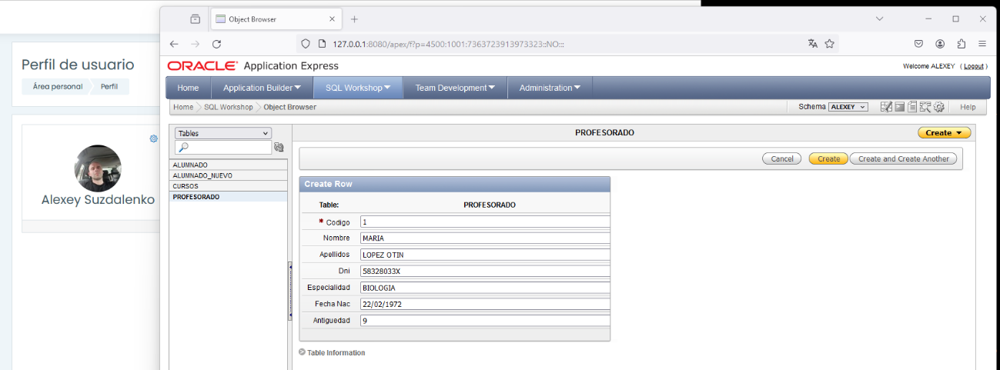 Perfil de usuario
Área personal Perfil
Alexey Suzdalenko
Object Browser
127.0.0.1:8080/apex/f?p=4500:1001:7363723913973323::NO:::
ORACLE Application Express
Welcome ALEXEY ( Logout )
Home Application Builder SQL Workshop Team Development Administration
Home SQL Workshop Object Browser Schema ALEXEY Help
Tables
PROFESORADO
Create
ALUMNADO
ALUMNADO_NUEVO
CURSOS
PROFESORADO
Cancel Create Create and Create Another
Create Row
Table: PROFESORADO
* Codigo 1
Nombre MARIA
Apellidos LOPEZ OTIN
Dni 58328033X
Especialidad BIOLOGIA
Fecha Nac 22/02/1972
Antiguedad 9
Table Information